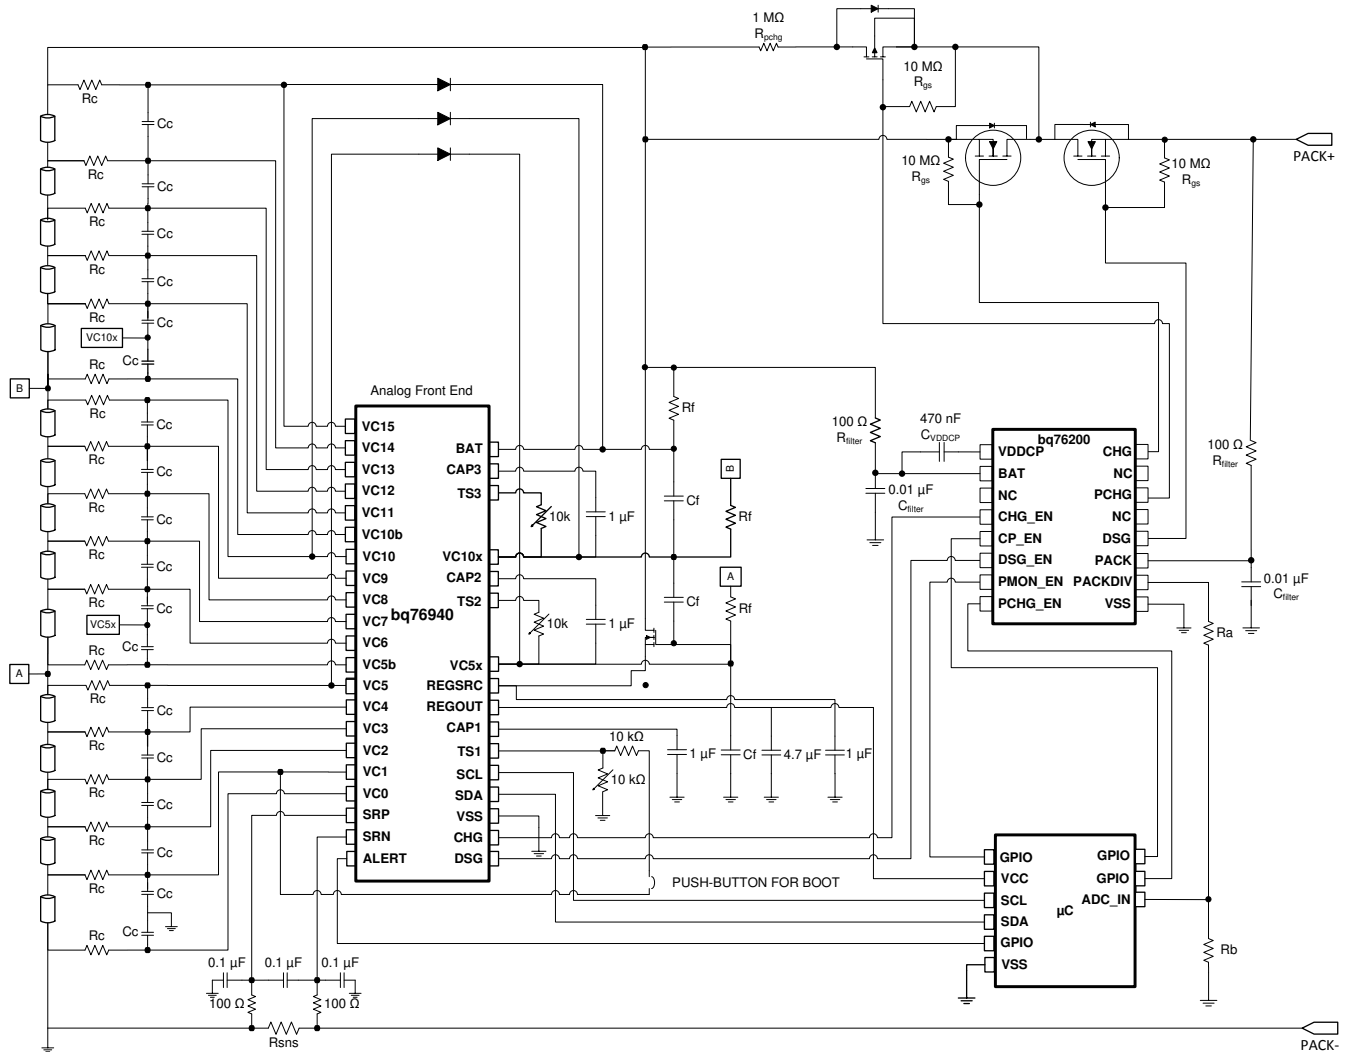 1 MΩ
Rpchg
10 MΩ
Rgs
Rc
Cc
Rc
Cc
Rc
Cc
Rc
Cc
Rc
Cc
VC10x
Cc
Rc
B
Rc
Cc
Rc
Cc
Rc
Cc
Rc
Cc
Rc
Cc
VC5x
Cc
Rc
A
Rc
Cc
Rc
Cc
Rc
Cc
Rc
Cc
Rc
Cc
Cc
Rc
10 MΩ
Rgs
10 MΩ
Rgs
PACK+
Analog Front End
bq76940
VC15
VC14
VC13
VC12
VC11
VC10b
VC10
VC9
VC8
VC7
VC6
VC5b
VC5
VC4
VC3
VC2
VC1
VC0
SRP
SRN
ALERT
BAT
CAP3
TS3
VC10x
CAP2
TS2
VC5x
REGSRC
REGOUT
CAP1
TS1
SCL
SDA
VSS
CHG
DSG
Rf
Cf
10k
1 µF
B
Rf
A
Rf
Cf
10k
1 µF
10 kΩ
10 kΩ
1 µF
Cf
4.7 µF
1 µF
PUSH-BUTTON FOR BOOT
100 Ω
Rfilter
470 nF
CVDDCP
0.01 µF
Cfilter
bq76200
VDDCP
BAT
NC
CHG_EN
CP_EN
DSG_EN
PMON_EN
PCHG_EN
CHG
NC
PCHG
NC
DSG
PACK
PACKDIV
VSS
100 Ω
Rfilter
0.01 µF
Cfilter
Ra
µC
GPIO
VCC
SCL
SDA
GPIO
VSS
GPIO
GPIO
ADC_IN
Rb
0.1 µF
0.1 µF
0.1 µF
100 Ω
100 Ω
Rsns
PACK-